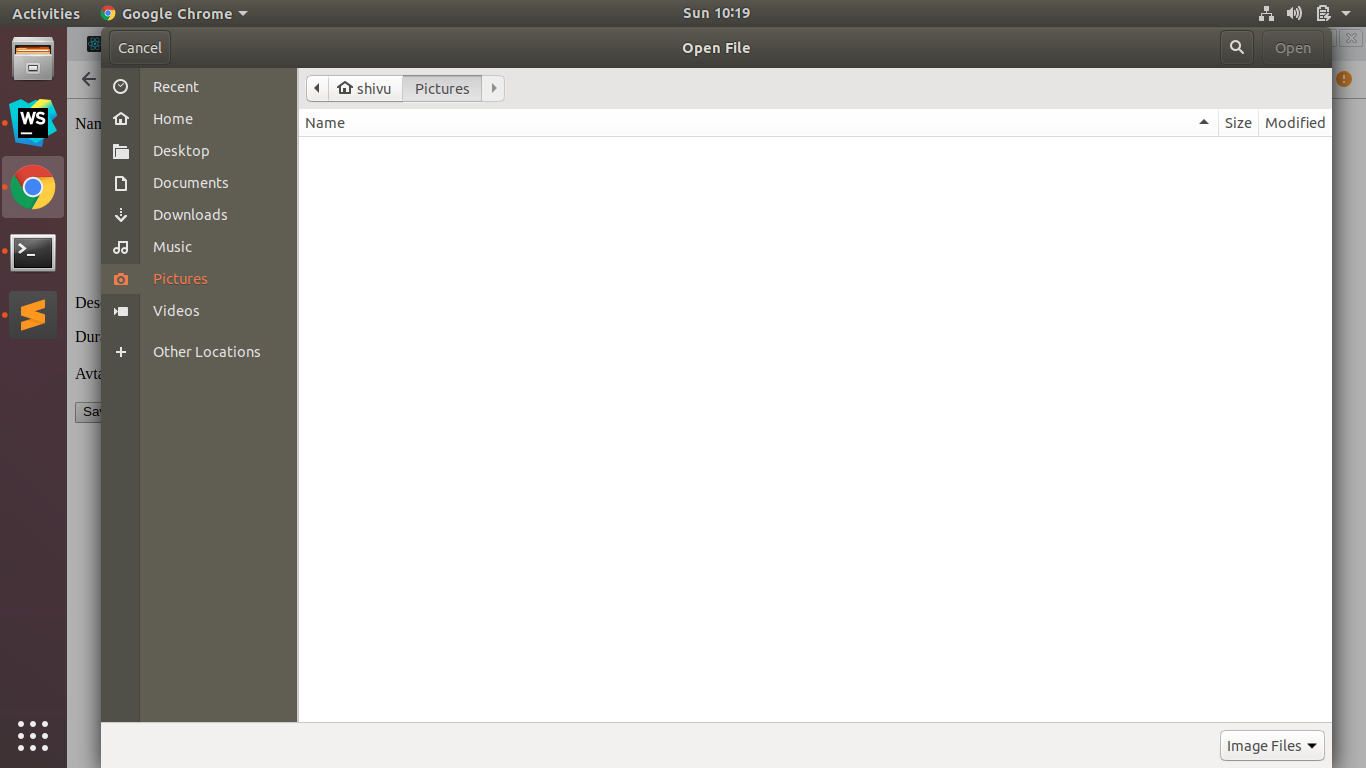 Activities Google Chrome Sun 10:19
Cancel Open File Open
Recent
Home
Desktop
Documents
Downloads
Music
Pictures
Videos
Other Locations
shivu Pictures
Name Size Modified
WS
Nam
Des
Dura
Avta
Sav
Image Files